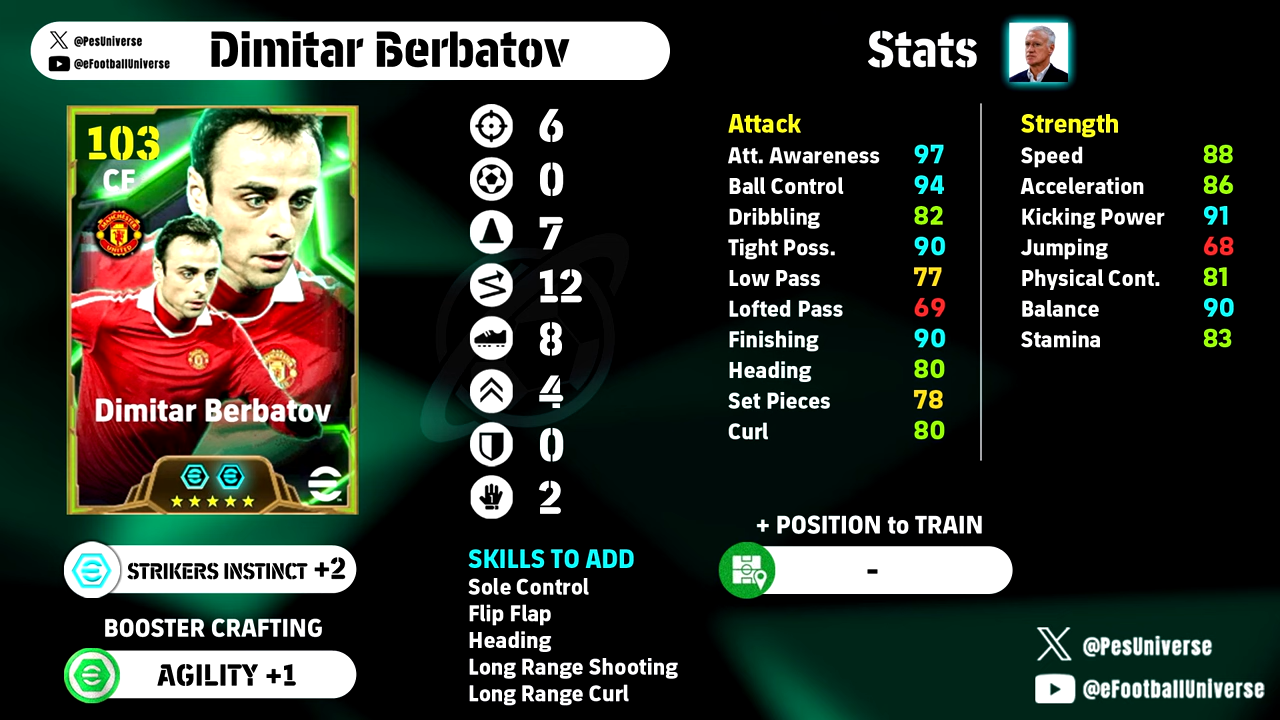 @PesUniverse
@eFootballUniverse
Dimitar Berbatov
Stats
103
CF
MANCHESTER
UNITED
Dimitar Berbatov
6
0
7
12
8
4
0
2
Attack
Att. Awareness 97
Ball Control 94
Dribbling 82
Tight Poss. 90
Low Pass 77
Lofted Pass 69
Finishing 90
Heading 80
Set Pieces 78
Curl 80
Strength
Speed 88
Acceleration 86
Kicking Power 91
Jumping 68
Physical Cont. 81
Balance 90
Stamina 83
STRIKERS INSTINCT +2
BOOSTER CRAFTING
AGILITY +1
SKILLS TO ADD
Sole Control
Flip Flap
Heading
Long Range Shooting
Long Range Curl
+ POSITION to TRAIN
-
@PesUniverse
@eFootballUniverse